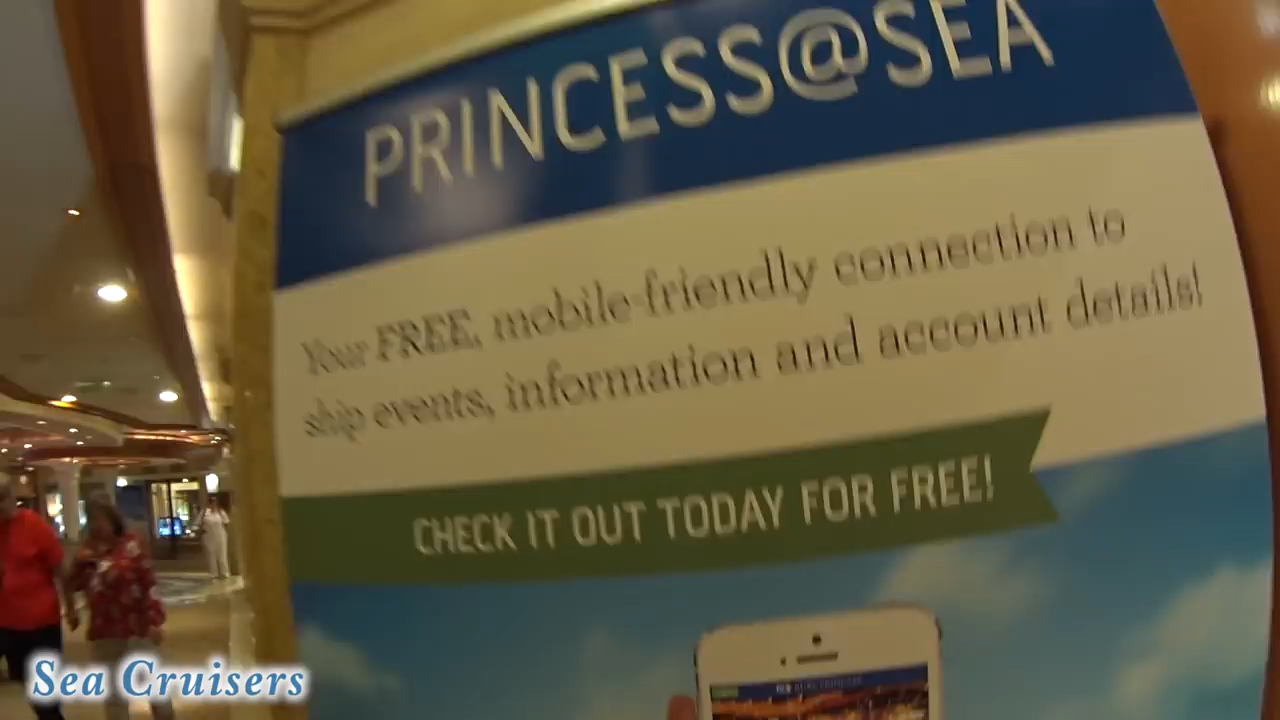 PRINCESS@SEA
Your FREE, mobile-friendly connection to
ship events, information and account details!
CHECK IT OUT TODAY FOR FREE!
Sea Cruisers